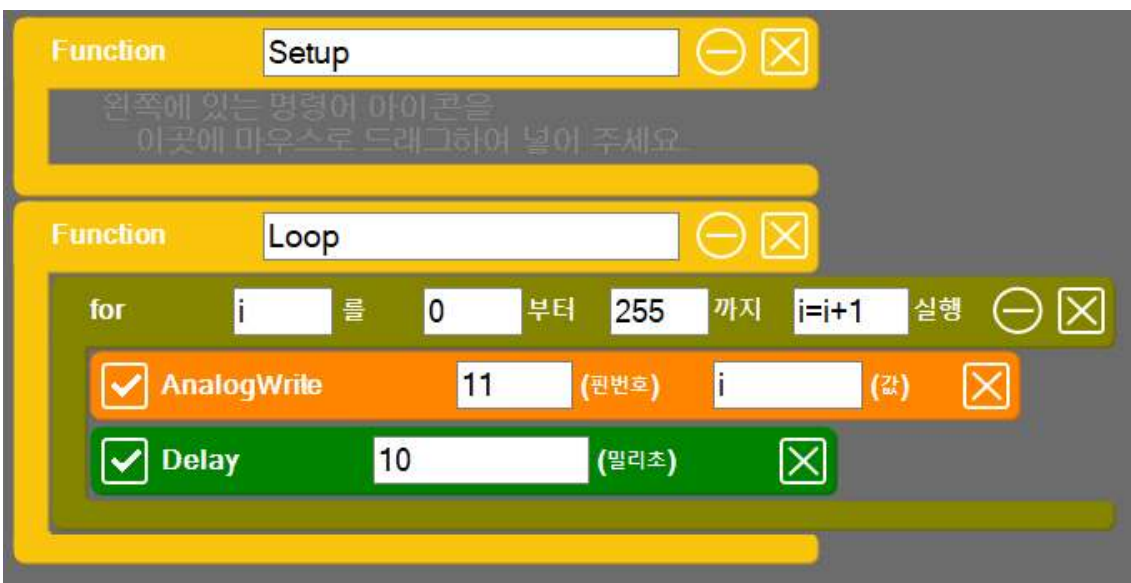 Function Setup
왼쪽에 있는 명령어 아이콘을
이곳에 마우스로 드래그하여 넣이 주세요.
Function Loop
for i 를 0 부터 255 까지 i=i+1 실행
AnalogWrite 11 (핀번호) i (값)
Delay 10 (밀리초)